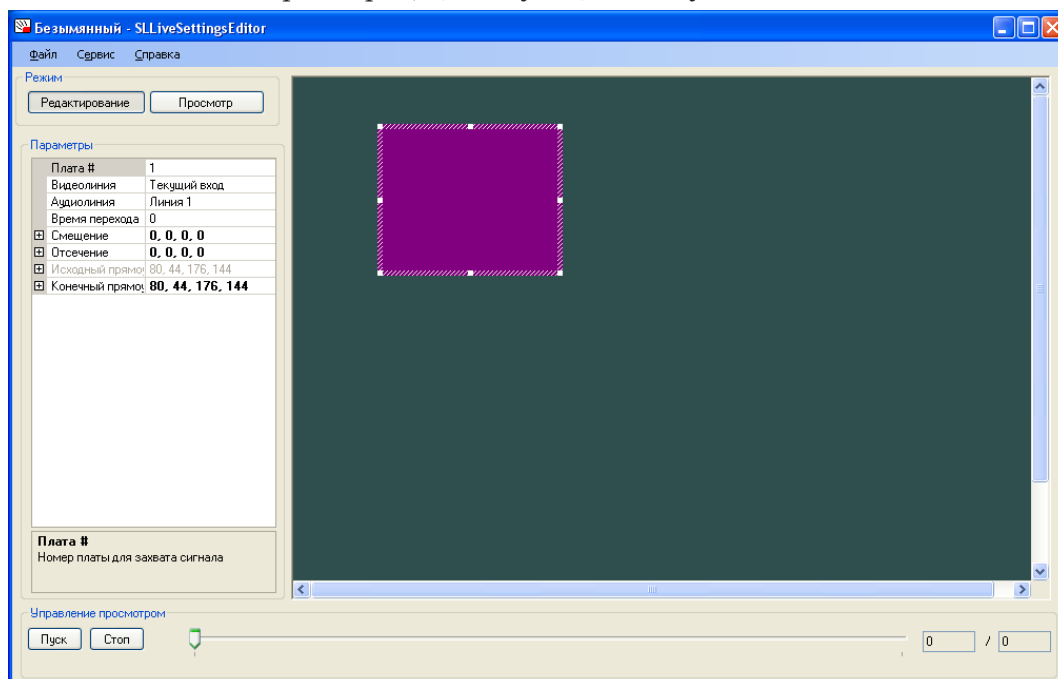 Безымянный - SLLiveSettingsEditor
Файл Сервис Справка
Режим
Редактирование Просмотр
Параметры
Плата # 1
Видеолиния Текущий вход
Аудиолиния Линия 1
Время перехода 0
Смещение 0, 0, 0, 0
Отсечение 0, 0, 0, 0
Исходный прямоу 80, 44, 176, 144
Конечный прямоу 80, 44, 176, 144
Плата #
Номер платы для захвата сигнала
Управление просмотром
Пуск Стоп 0 / 0